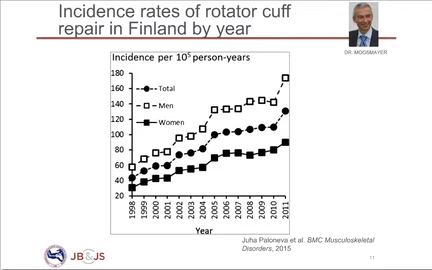 Incidence rates of rotator cuff
repair in Finland by year
DR. MOOSMAYER
Incidence per 10⁵ person-years
180
160
140
120
100
80
60
40
20
Total
Men
Women
1998
1999
2000
2001
2002
2003
2004
2005
2006
2007
2008
2009
2010
2011
Year
Juha Paloneva et al. BMC Musculoskeletal
Disorders, 2015
11
JB&JS